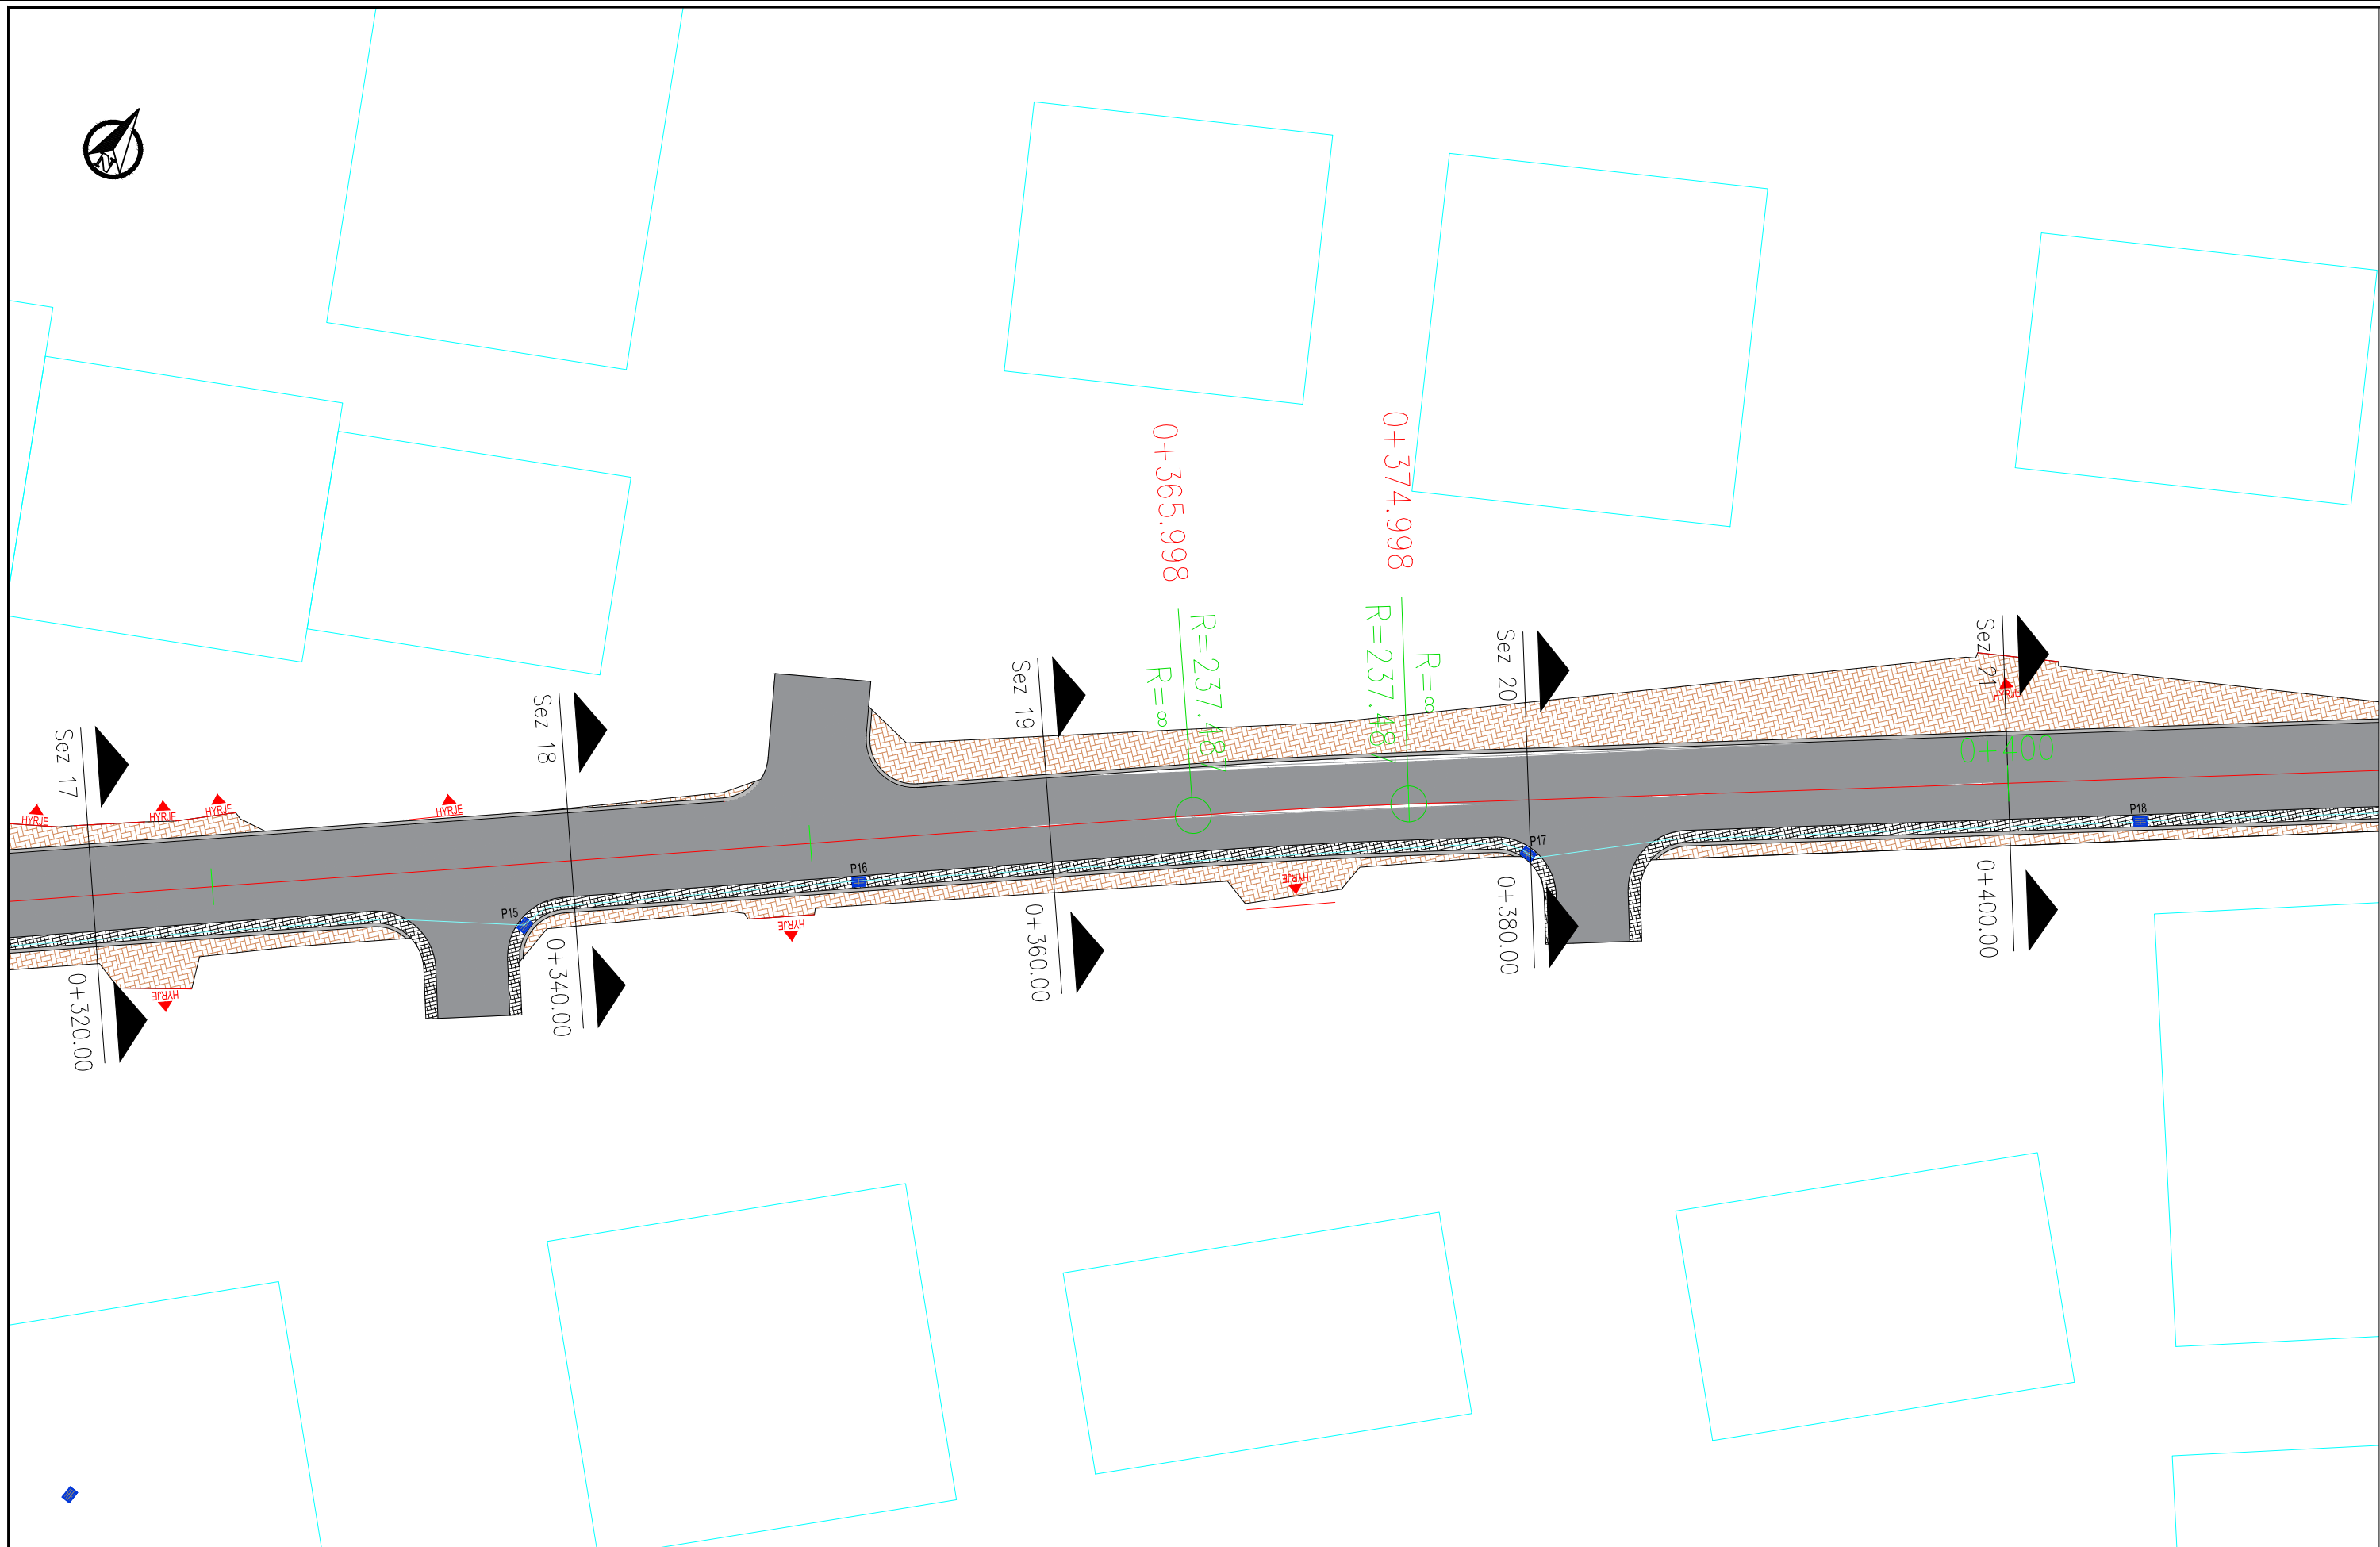 0+365.998
0+374.998
R=237.487
R=∞
R=237.487
R=∞
Sez 17
Sez 18
Sez 19
Sez 20
Sez 21
HYRJE
HYRJE
HYRJE
HYRJE
HYRJE
0+400
P15
P16
P17
P18
HYRJE
HYRJE
HYRJE
0+320.00
0+340.00
0+360.00
0+380.00
0+400.00